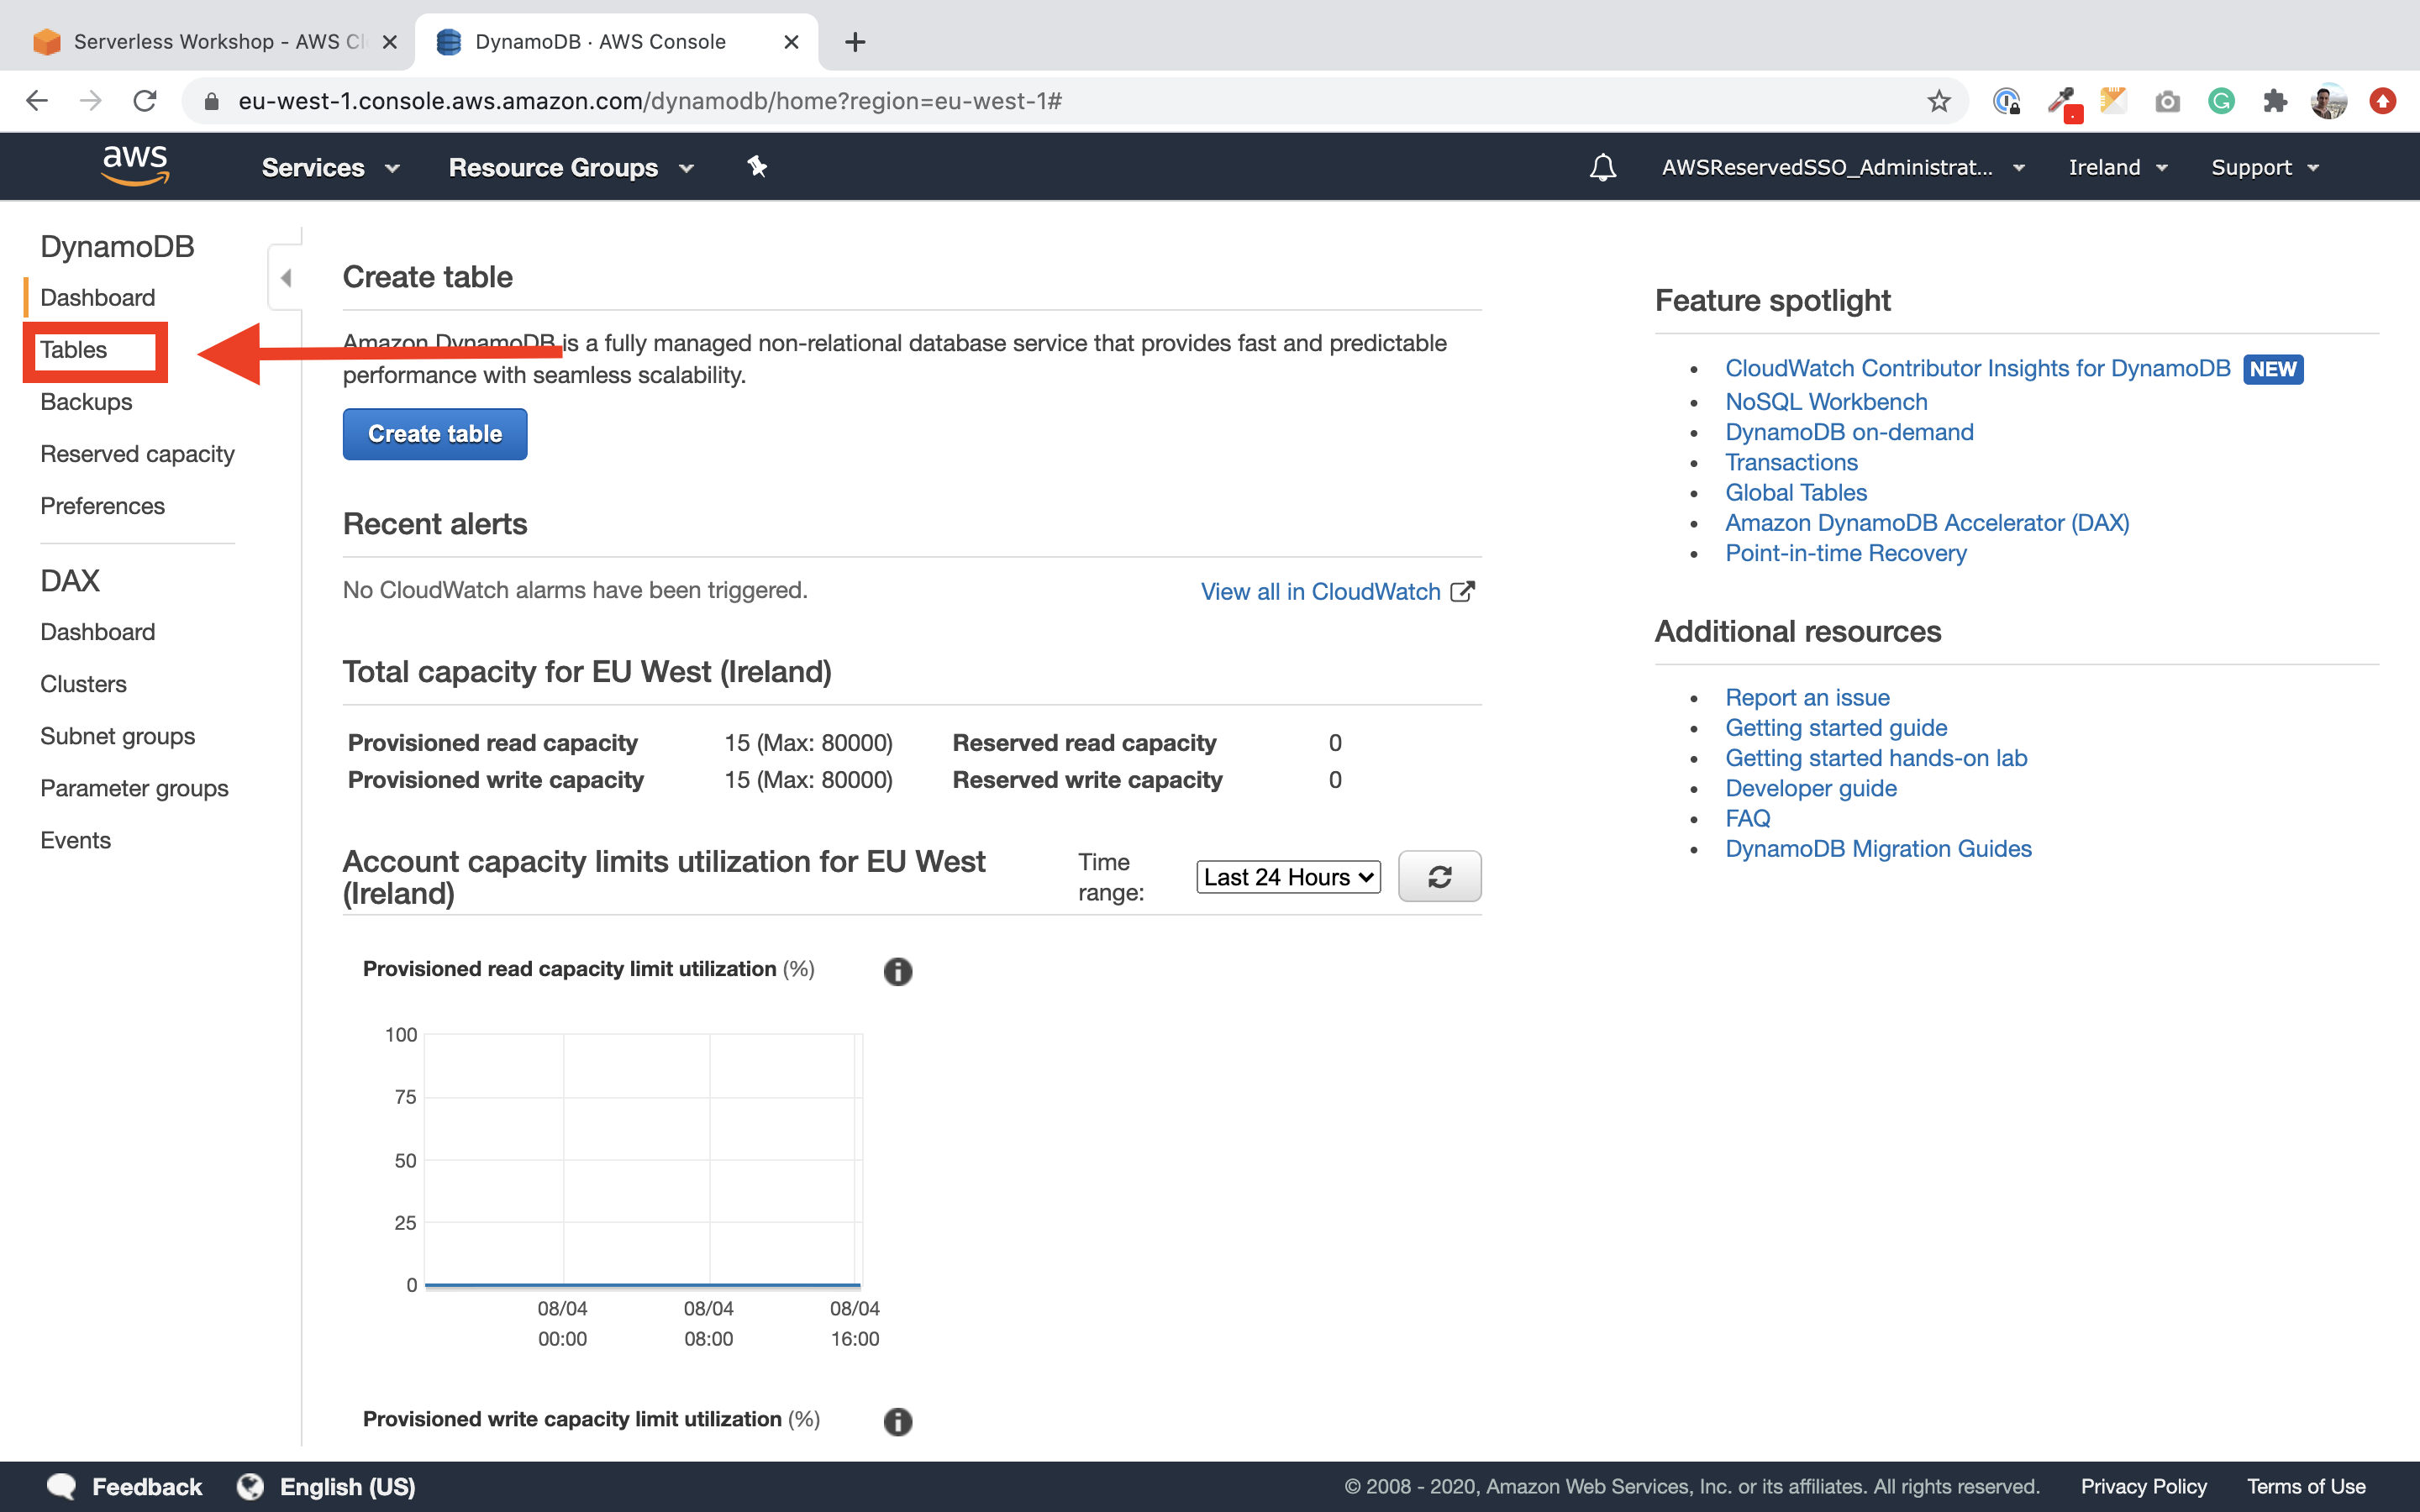 Serverless Workshop - AWS Cl
DynamoDB · AWS Console
eu-west-1.console.aws.amazon.com/dynamodb/home?region=eu-west-1#
aws
Services
Resource Groups
AWSReservedSSO_Administrat...
Ireland
Support
DynamoDB
Dashboard
Tables
Backups
Reserved capacity
Preferences
DAX
Dashboard
Clusters
Subnet groups
Parameter groups
Events
Create table
Amazon DynamoDB is a fully managed non-relational database service that provides fast and predictable
performance with seamless scalability.
Create table
Recent alerts
No CloudWatch alarms have been triggered.
View all in CloudWatch
Total capacity for EU West (Ireland)
Provisioned read capacity 15 (Max: 80000) Reserved read capacity 0
Provisioned write capacity 15 (Max: 80000) Reserved write capacity 0
Account capacity limits utilization for EU West
(Ireland)
Time
range:
Last 24 Hours
Provisioned read capacity limit utilization (%)
100
75
50
25
0
08/04 08/04 08/04
00:00 08:00 16:00
Provisioned write capacity limit utilization (%)
Feature spotlight
CloudWatch Contributor Insights for DynamoDB NEW
NoSQL Workbench
DynamoDB on-demand
Transactions
Global Tables
Amazon DynamoDB Accelerator (DAX)
Point-in-time Recovery
Additional resources
Report an issue
Getting started guide
Getting started hands-on lab
Developer guide
FAQ
DynamoDB Migration Guides
Feedback
English (US)
© 2008 - 2020, Amazon Web Services, Inc. or its affiliates. All rights reserved.
Privacy Policy
Terms of Use